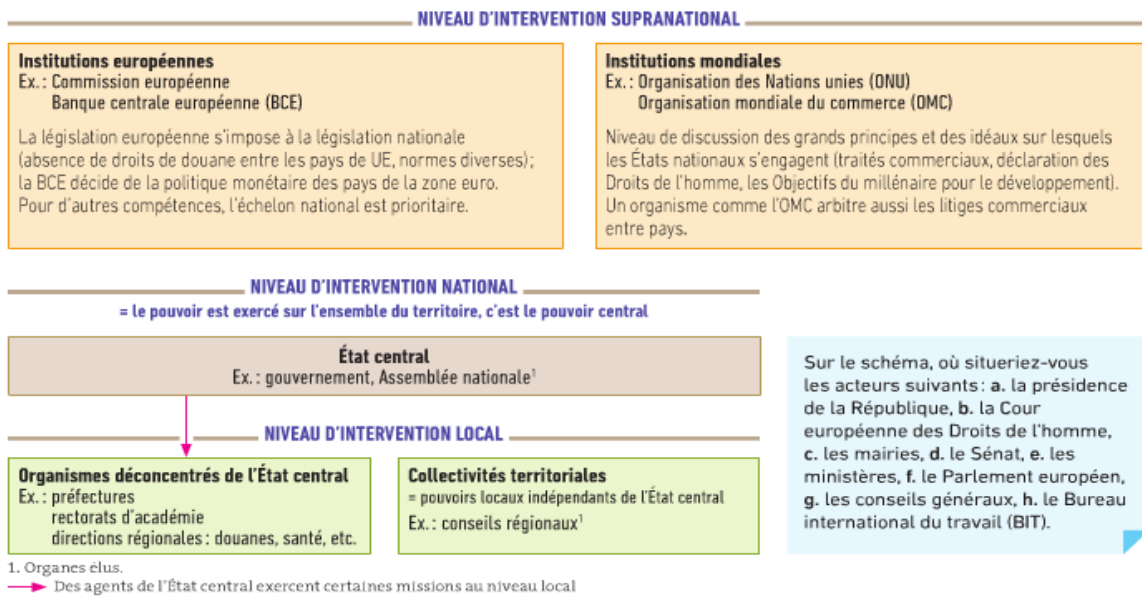 NIVEAU D'INTERVENTION SUPRANATIONAL
Institutions européennes
Ex. : Commission européenne
Banque centrale européenne (BCE)
La législation européenne s'impose à la législation nationale
(absence de droits de douane entre les pays de UE, normes diverses) ;
la BCE décide de la politique monétaire des pays de la zone euro.
Pour d'autres compétences, l'échelon national est prioritaire.
Institutions mondiales
Ex. : Organisation des Nations unies (ONU)
Organisation mondiale du commerce (OMC)
Niveau de discussion des grands principes et des idéaux sur lesquels
les États nationaux s'engagent (traités commerciaux, déclaration des
Droits de l'homme, les Objectifs du millénaire pour le développement).
Un organisme comme l'OMC arbitre aussi les litiges commerciaux
entre pays.
NIVEAU D'INTERVENTION NATIONAL
= le pouvoir est exercé sur l'ensemble du territoire, c'est le pouvoir central
État central
Ex. : gouvernement, Assemblée nationale¹
NIVEAU D'INTERVENTION LOCAL
Organismes déconcentrés de l'État central
Ex. : préfectures
rectorats d'académie
directions régionales : douanes, santé, etc.
Collectivités territoriales
= pouvoirs locaux indépendants de l'État central
Ex. : conseils régionaux¹
Sur le schéma, où situeriez-vous
les acteurs suivants : a. la présidence
de la République, b. la Cour
européenne des Droits de l'homme,
c. les mairies, d. le Sénat, e. les
ministères, f. le Parlement européen,
g. les conseils généraux, h. le Bureau
international du travail (BIT).
1. Organes élus.
Des agents de l'État central exercent certaines missions au niveau local